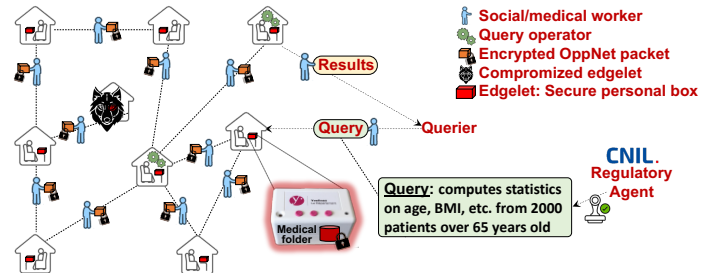 Social/medical worker
Query operator
Encrypted OppNet packet
Compromized edgelet
Edgelet: Secure personal box
Results
Query
Querier
CNIL.
Regulatory
Agent
Query: computes statistics
on age, BMI, etc. from 2000
patients over 65 years old
Medical
folder